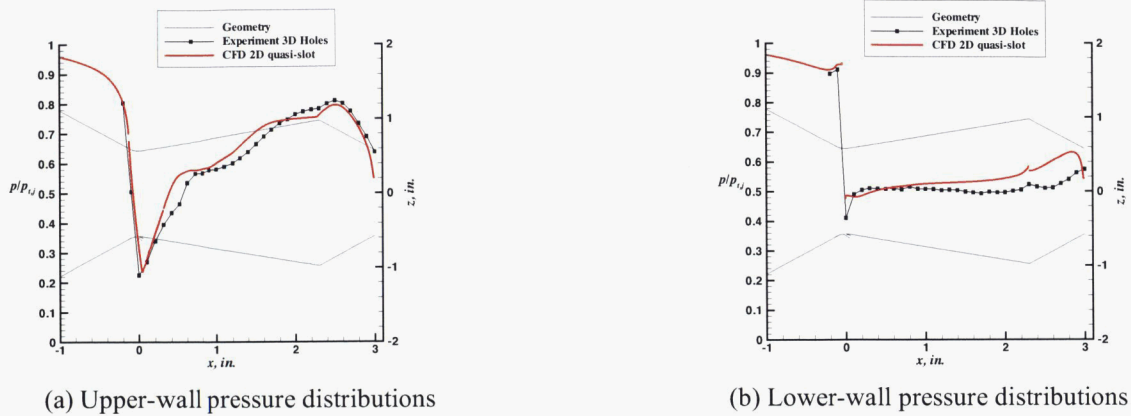 Geometry
Experiment 3D Holes
CFD 2D quasi-slot
1
0.9
0.8
0.7
0.6
0.5
0.4
0.3
0.2
0.1
0
p/p_t,j
2
1
0
-1
-2
z, in.
-1 0 1 2 3
x, in.
(a) Upper-wall pressure distributions
Geometry
Experiment 3D Holes
CFD 2D quasi-slot
1
0.9
0.8
0.7
0.6
0.5
0.4
0.3
0.2
0.1
0
p/p_t,j
2
1
0
-1
-2
z, in.
-1 0 1 2 3
x, in.
(b) Lower-wall pressure distributions